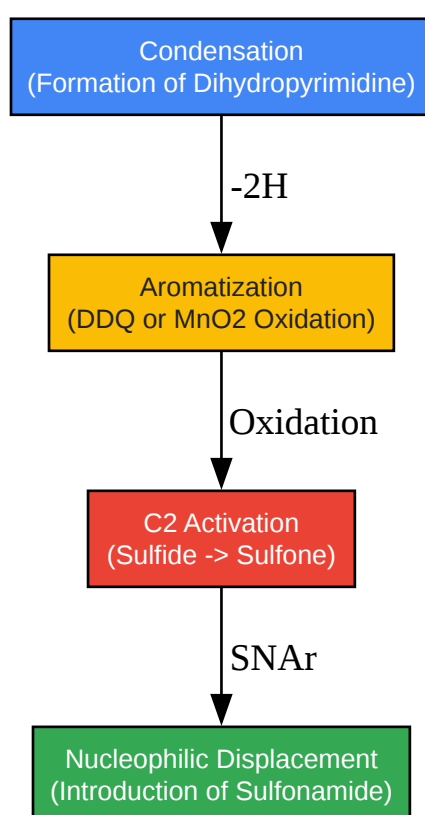 Condensation
(Formation of Dihydropyrimidine)
-2H
Aromatization
(DDQ or MnO2 Oxidation)
Oxidation
C2 Activation
(Sulfide -> Sulfone)
SNAr
Nucleophilic Displacement
(Introduction of Sulfonamide)